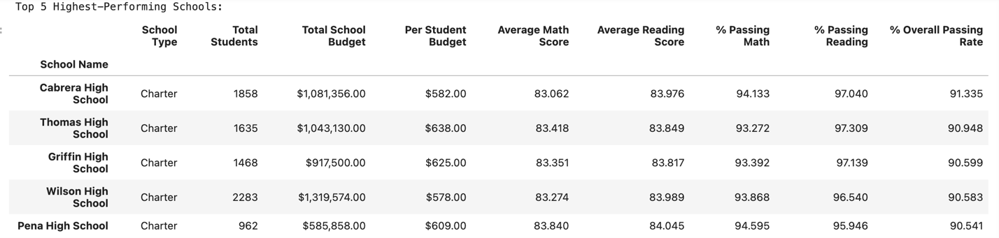 Top 5 Highest-Performing Schools:
School Type Total Students Total School Budget Per Student Budget Average Math Score Average Reading Score % Passing Math % Passing Reading % Overall Passing Rate
School Name
Cabrera High School Charter 1858 $1,081,356.00 $582.00 83.062 83.976 94.133 97.040 91.335
Thomas High School Charter 1635 $1,043,130.00 $638.00 83.418 83.849 93.272 97.309 90.948
Griffin High School Charter 1468 $917,500.00 $625.00 83.351 83.817 93.392 97.139 90.599
Wilson High School Charter 2283 $1,319,574.00 $578.00 83.274 83.989 93.868 96.540 90.583
Pena High School Charter 962 $585,858.00 $609.00 83.840 84.045 94.595 95.946 90.541